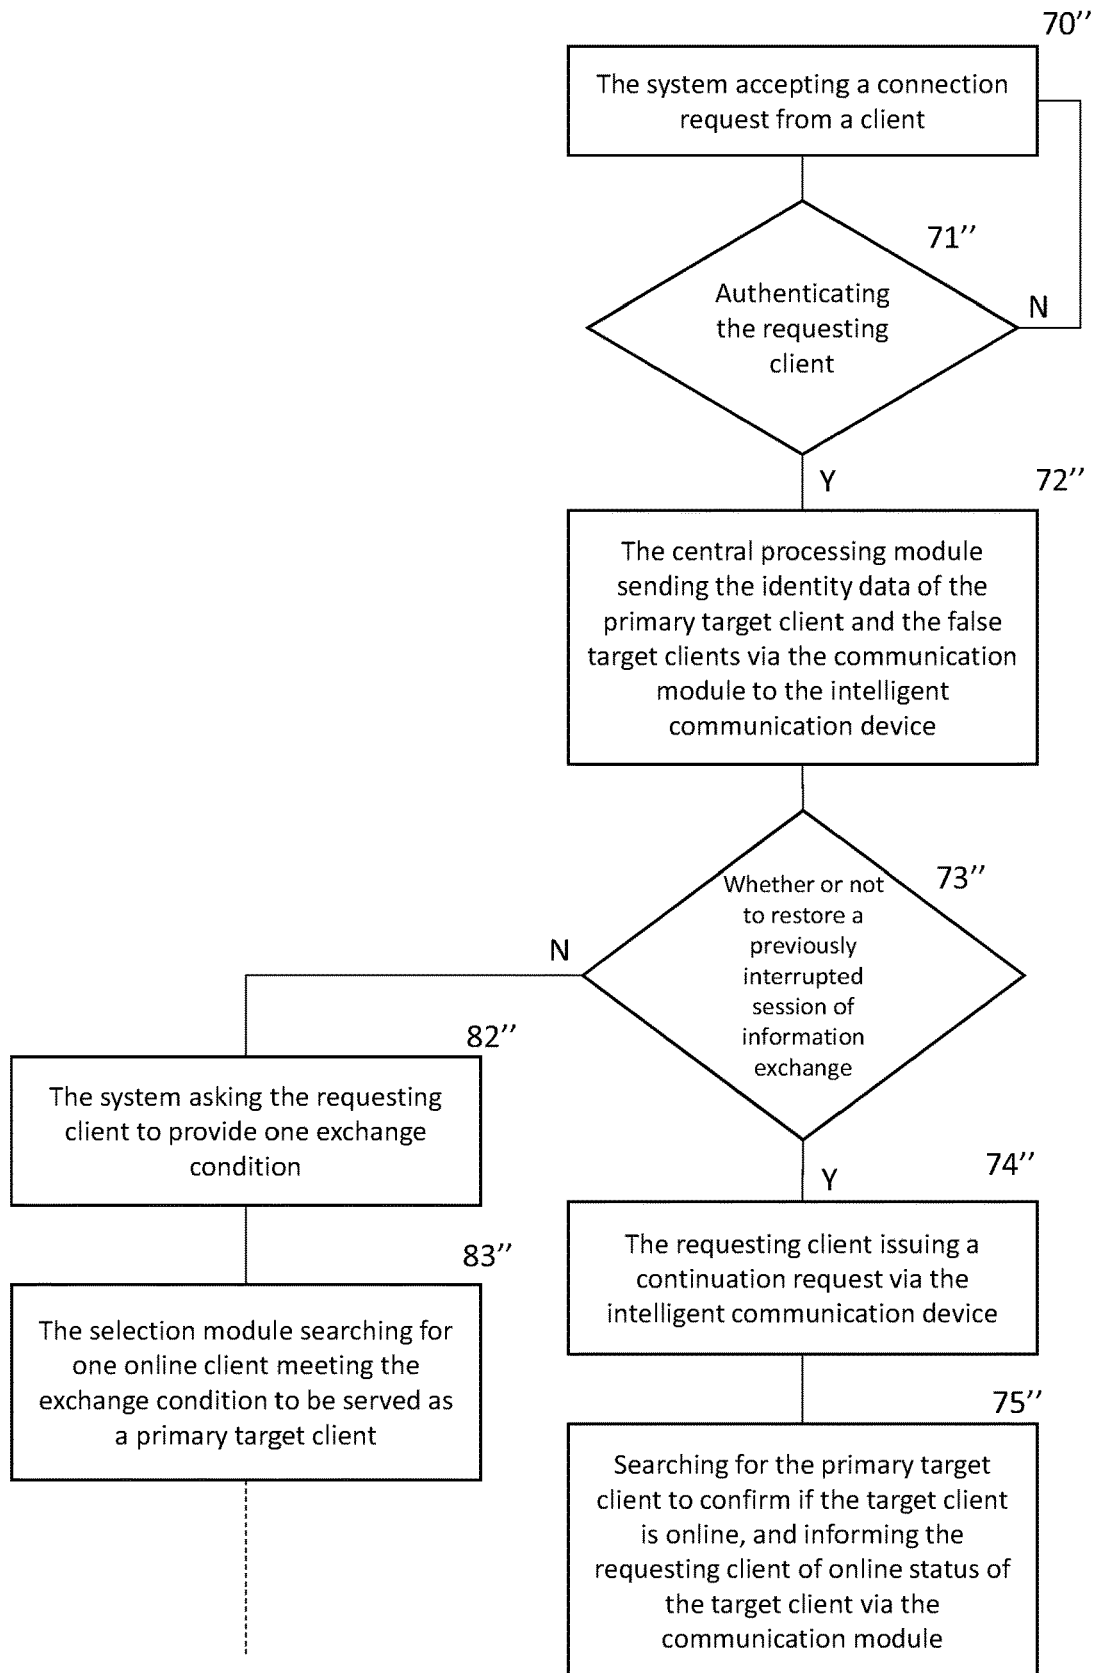 70’’
The system accepting a connection
request from a client
71’’
Authenticating
the requesting
client
N
Y
72’’
The central processing module
sending the identity data of the
primary target client and the false
target clients via the communication
module to the intelligent
communication device
73’’
Whether or not
to restore a
previously
interrupted
session of
information
exchange
N
82’’
The system asking the requesting
client to provide one exchange
condition
Y
74’’
The requesting client issuing a
continuation request via the
intelligent communication device
83’’
The selection module searching for
one online client meeting the
exchange condition to be served as
a primary target client
75’’
Searching for the primary target
client to confirm if the target client
is online, and informing the
requesting client of online status of
the target client via the
communication module